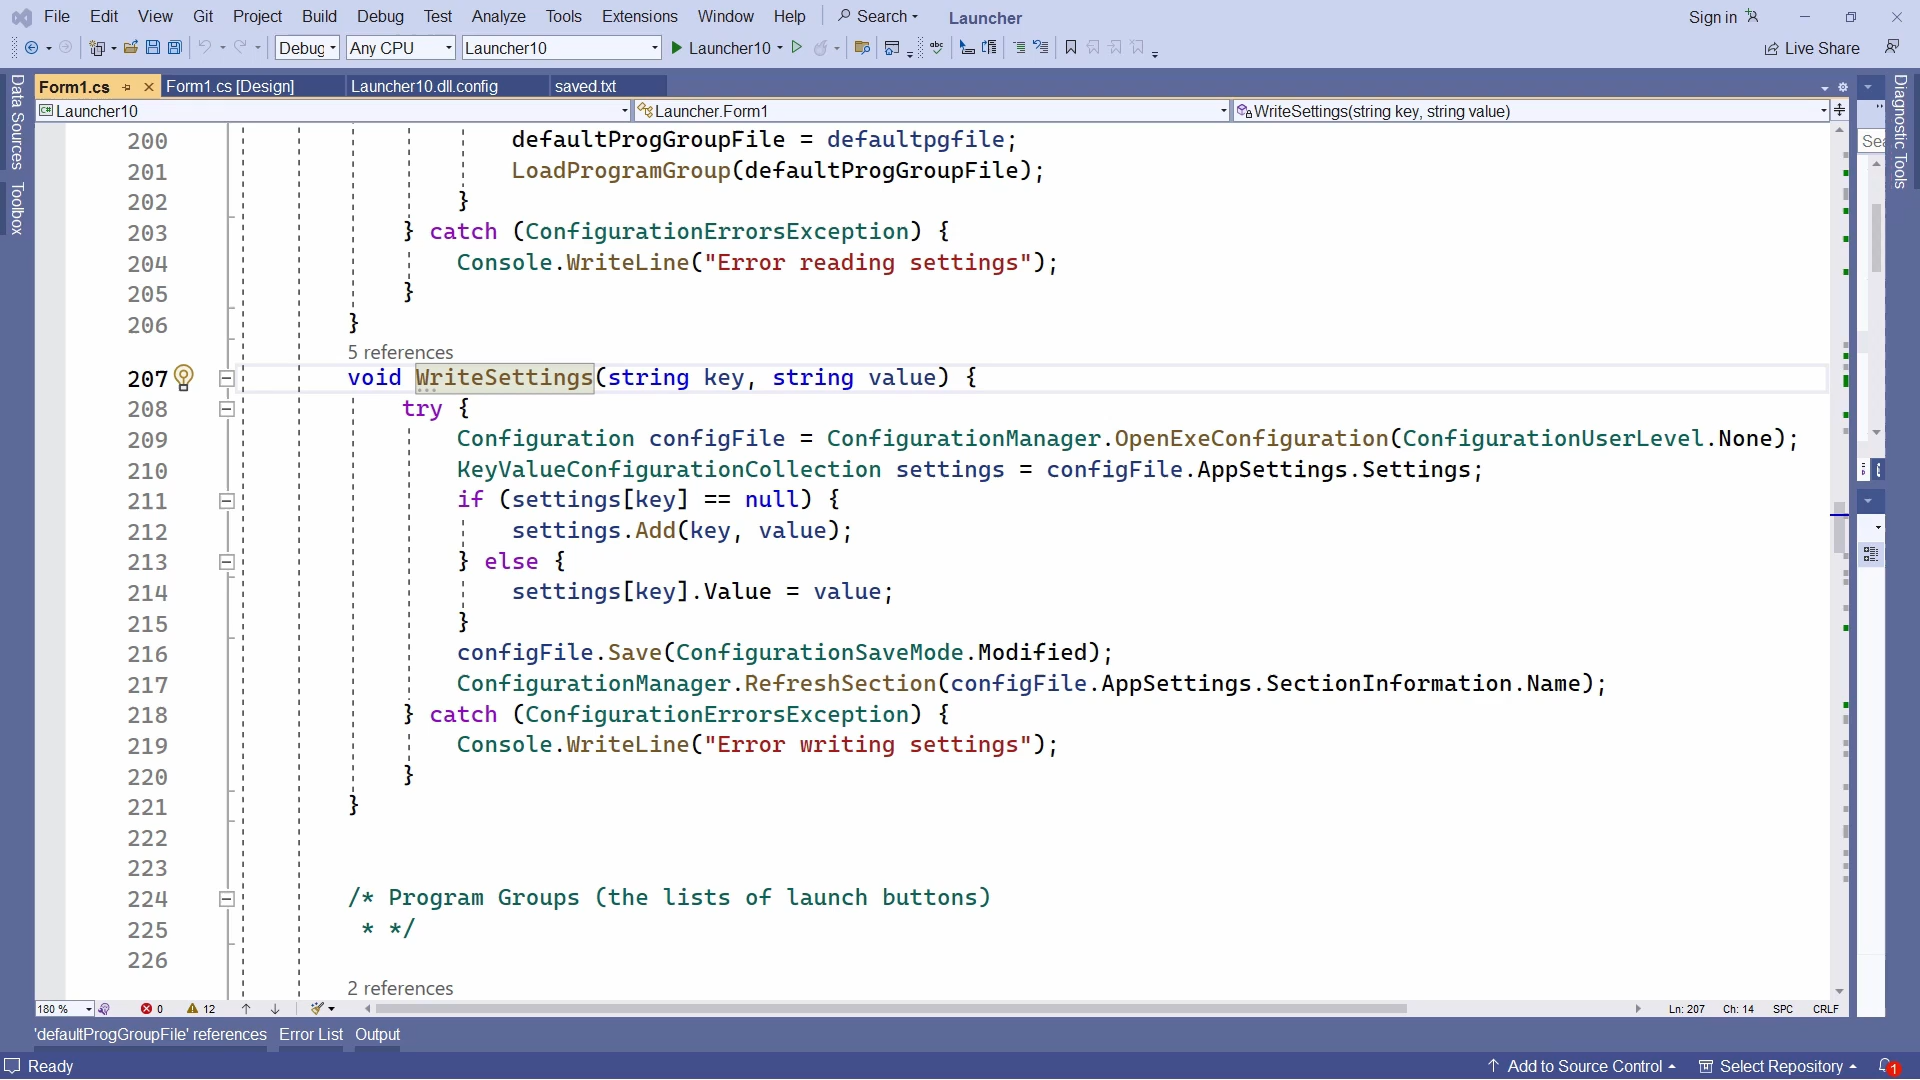 File Edit View Git Project Build Debug Test Analyze Tools Extensions Window Help Search Launcher Sign in
Debug Any CPU Launcher10 Launcher10 Live Share
Form1.cs Form1.cs [Design] Launcher10.dll.config saved.txt
Launcher10 Launcher.Form1 WriteSettings(string key, string value)
Data Sources
Toolbox
Diagnostic Tools
200 defaultProgGroupFile = defaultpgfile;
201 LoadProgramGroup(defaultProgGroupFile);
202 }
203 } catch (ConfigurationErrorsException) {
204 Console.WriteLine("Error reading settings");
205 }
206 }
5 references
207 void WriteSettings(string key, string value) {
208 try {
209 Configuration configFile = ConfigurationManager.OpenExeConfiguration(ConfigurationUserLevel.None);
210 KeyValueConfigurationCollection settings = configFile.AppSettings.Settings;
211 if (settings[key] == null) {
212 settings.Add(key, value);
213 } else {
214 settings[key].Value = value;
215 }
216 configFile.Save(ConfigurationSaveMode.Modified);
217 ConfigurationManager.RefreshSection(configFile.AppSettings.SectionInformation.Name);
218 } catch (ConfigurationErrorsException) {
219 Console.WriteLine("Error writing settings");
220 }
221 }
222
223
224 /* Program Groups (the lists of launch buttons)
225 * */
226
2 references
180 % 0 12 Ln: 207 Ch: 14 SPC CRLF
'defaultProgGroupFile' references Error List Output
Ready Add to Source Control Select Repository 1